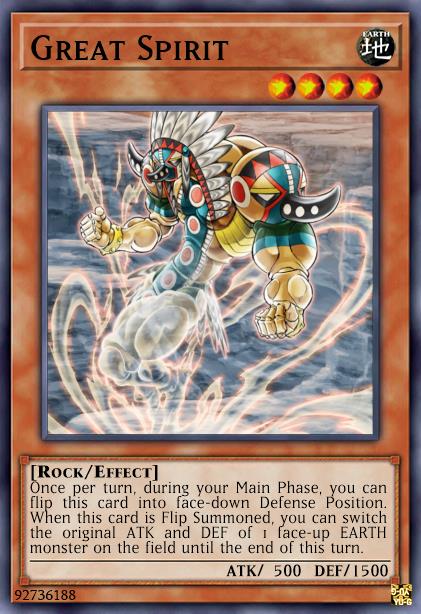 GREAT SPIRIT
EARTH
地
[ROCK/EFFECT]
Once per turn, during your Main Phase, you can
flip this card into face-down Defense Position.
When this card is Flip Summoned, you can switch
the original ATK and DEF of 1 face-up EARTH
monster on the field until the end of this turn.
ATK/ 500 DEF/1500
92736188